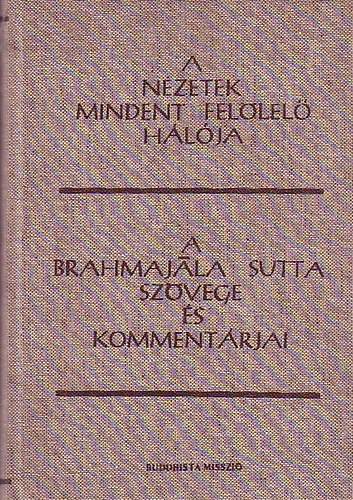 A
NÉZETEK
MINDENT FELÖLELŐ
HÁLÓJA
A
BRAHMAJĀLA SUTTA
SZÖVEGE
ÉS
KOMMENTÁRJAI
BUDDHISTA MISSZIÓ